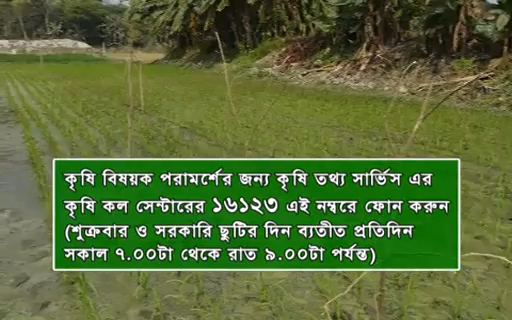 কৃষি বিষয়ক পরামর্শের জন্য কৃষি তথ্য সার্ভিস এর
কৃষি কল সেন্টারের ১৬১২৩ এই নম্বরে ফোন করুন
(শুক্রবার ও সরকারি ছুটির দিন ব্যতীত প্রতিদিন
সকাল ৭.০০টা থেকে রাত ৯.০০টা পর্যন্ত)